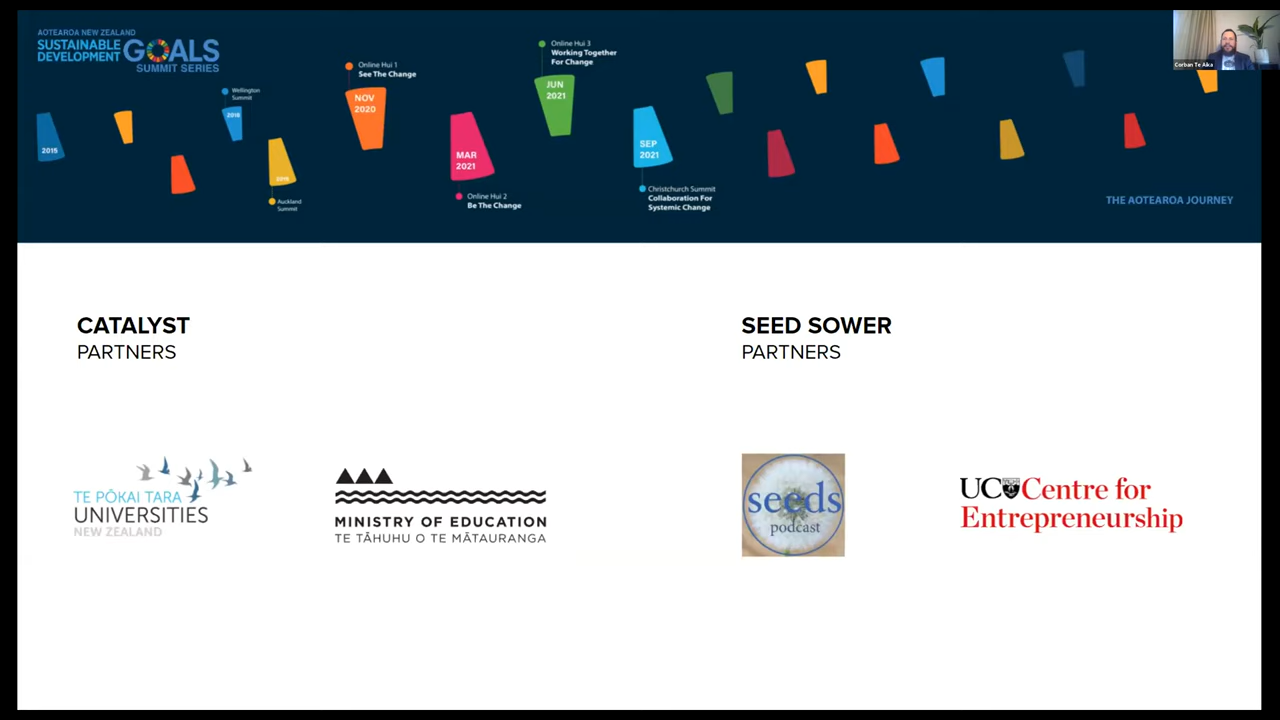 AOTEAROA NEW ZEALAND
SUSTAINABLE
DEVELOPMENT
GOALS
SUMMIT SERIES
2015
Wellington
Summit
2018
2019
Auckland
Summit
Online Hui 1
See The Change
NOV
2020
MAR
2021
Online Hui 2
Be The Change
Online Hui 3
Working Together
For Change
JUN
2021
SEP
2021
Christchurch Summit
Collaboration For
Systemic Change
THE AOTEAROA JOURNEY
Corban Te Aika
CATALYST
PARTNERS
SEED SOWER
PARTNERS
TE PŌKAI TARA
UNIVERSITIES
NEW ZEALAND
MINISTRY OF EDUCATION
TE TĀHUHU O TE MĀTAURANGA
seeds
podcast
UC Centre for
Entrepreneurship